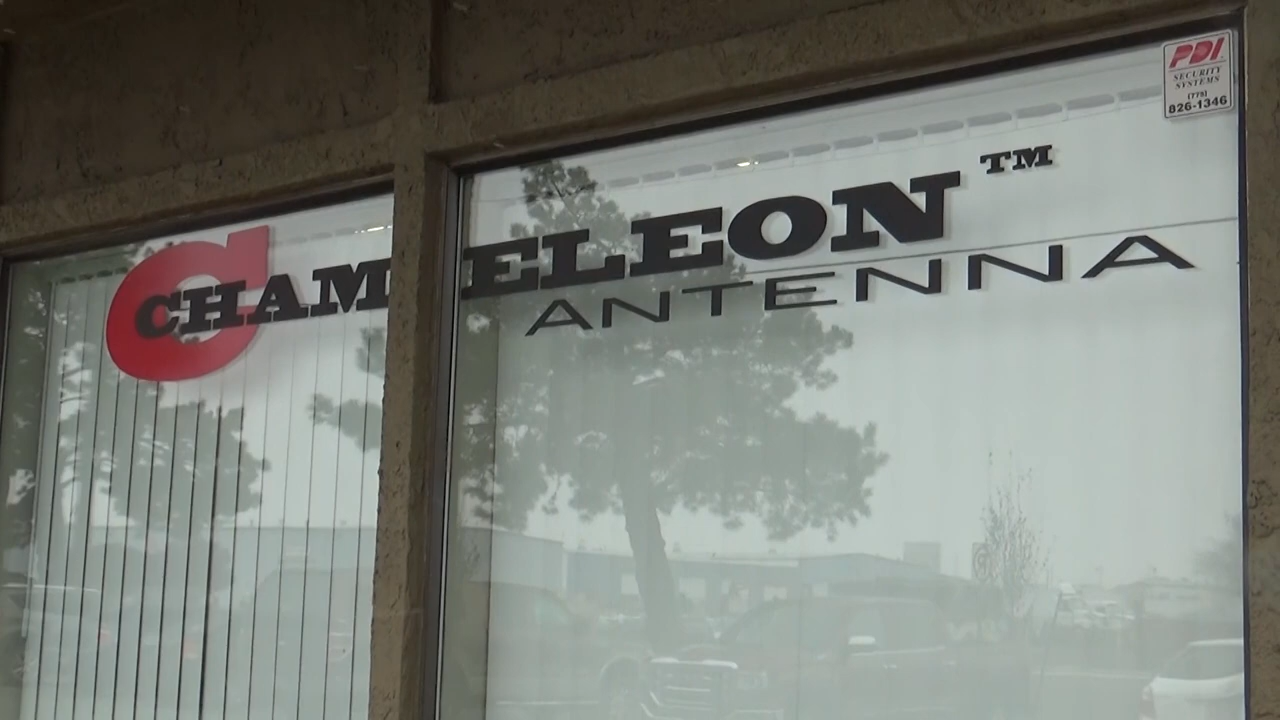 PDI
SECURITY
SYSTEMS
(775)
826-1346
C
CHAMELEON™
ANTENNA